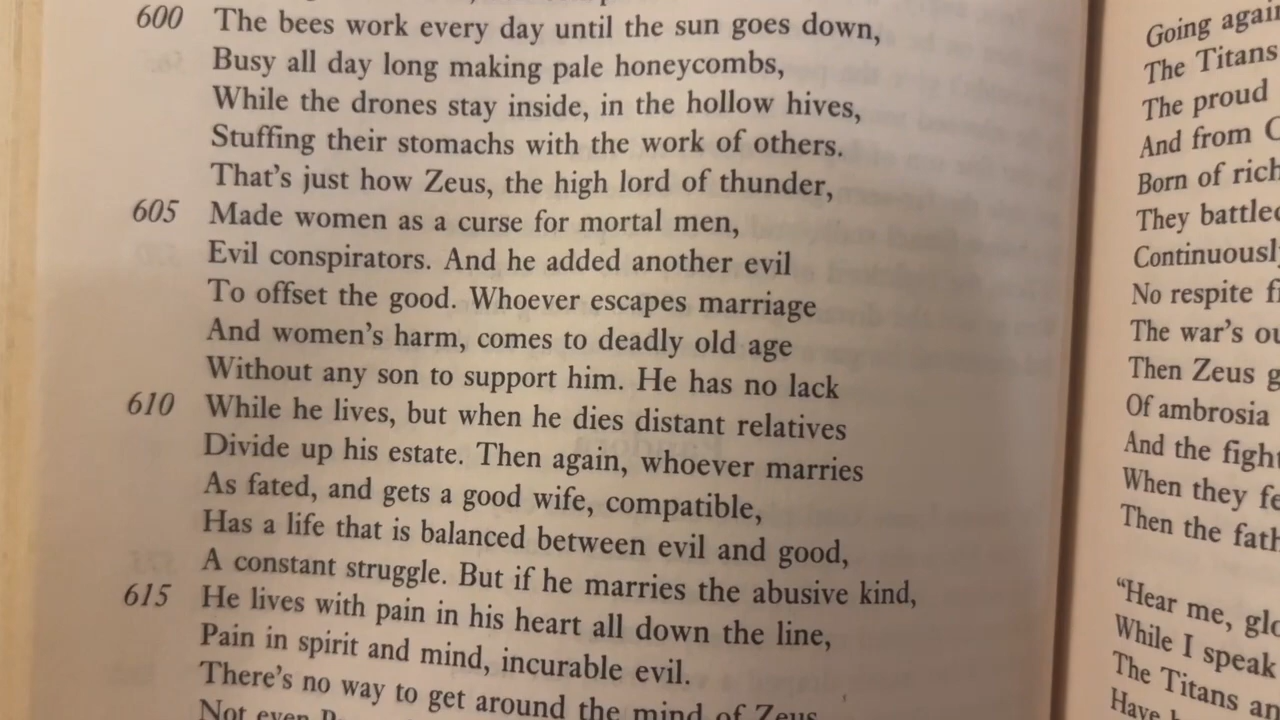 600 The bees work every day until the sun goes down,
Busy all day long making pale honeycombs,
While the drones stay inside, in the hollow hives,
Stuffing their stomachs with the work of others.
That's just how Zeus, the high lord of thunder,
605 Made women as a curse for mortal men,
Evil conspirators. And he added another evil
To offset the good. Whoever escapes marriage
And women's harm, comes to deadly old age
Without any son to support him. He has no lack
610 While he lives, but when he dies distant relatives
Divide up his estate. Then again, whoever marries
As fated, and gets a good wife, compatible,
Has a life that is balanced between evil and good,
A constant struggle. But if he marries the abusive kind,
615 He lives with pain in his heart all down the line,
Pain in spirit and mind, incurable evil.
There's no way to get around the mind of Zeus.
Not even
Going
The Titans
The proud
And from
Born of rich
They battled
No respite
The war's
Then Zeus
Of ambrosia
And the
When they
Then the
"Hear me,
While I speak
The Titans
Have